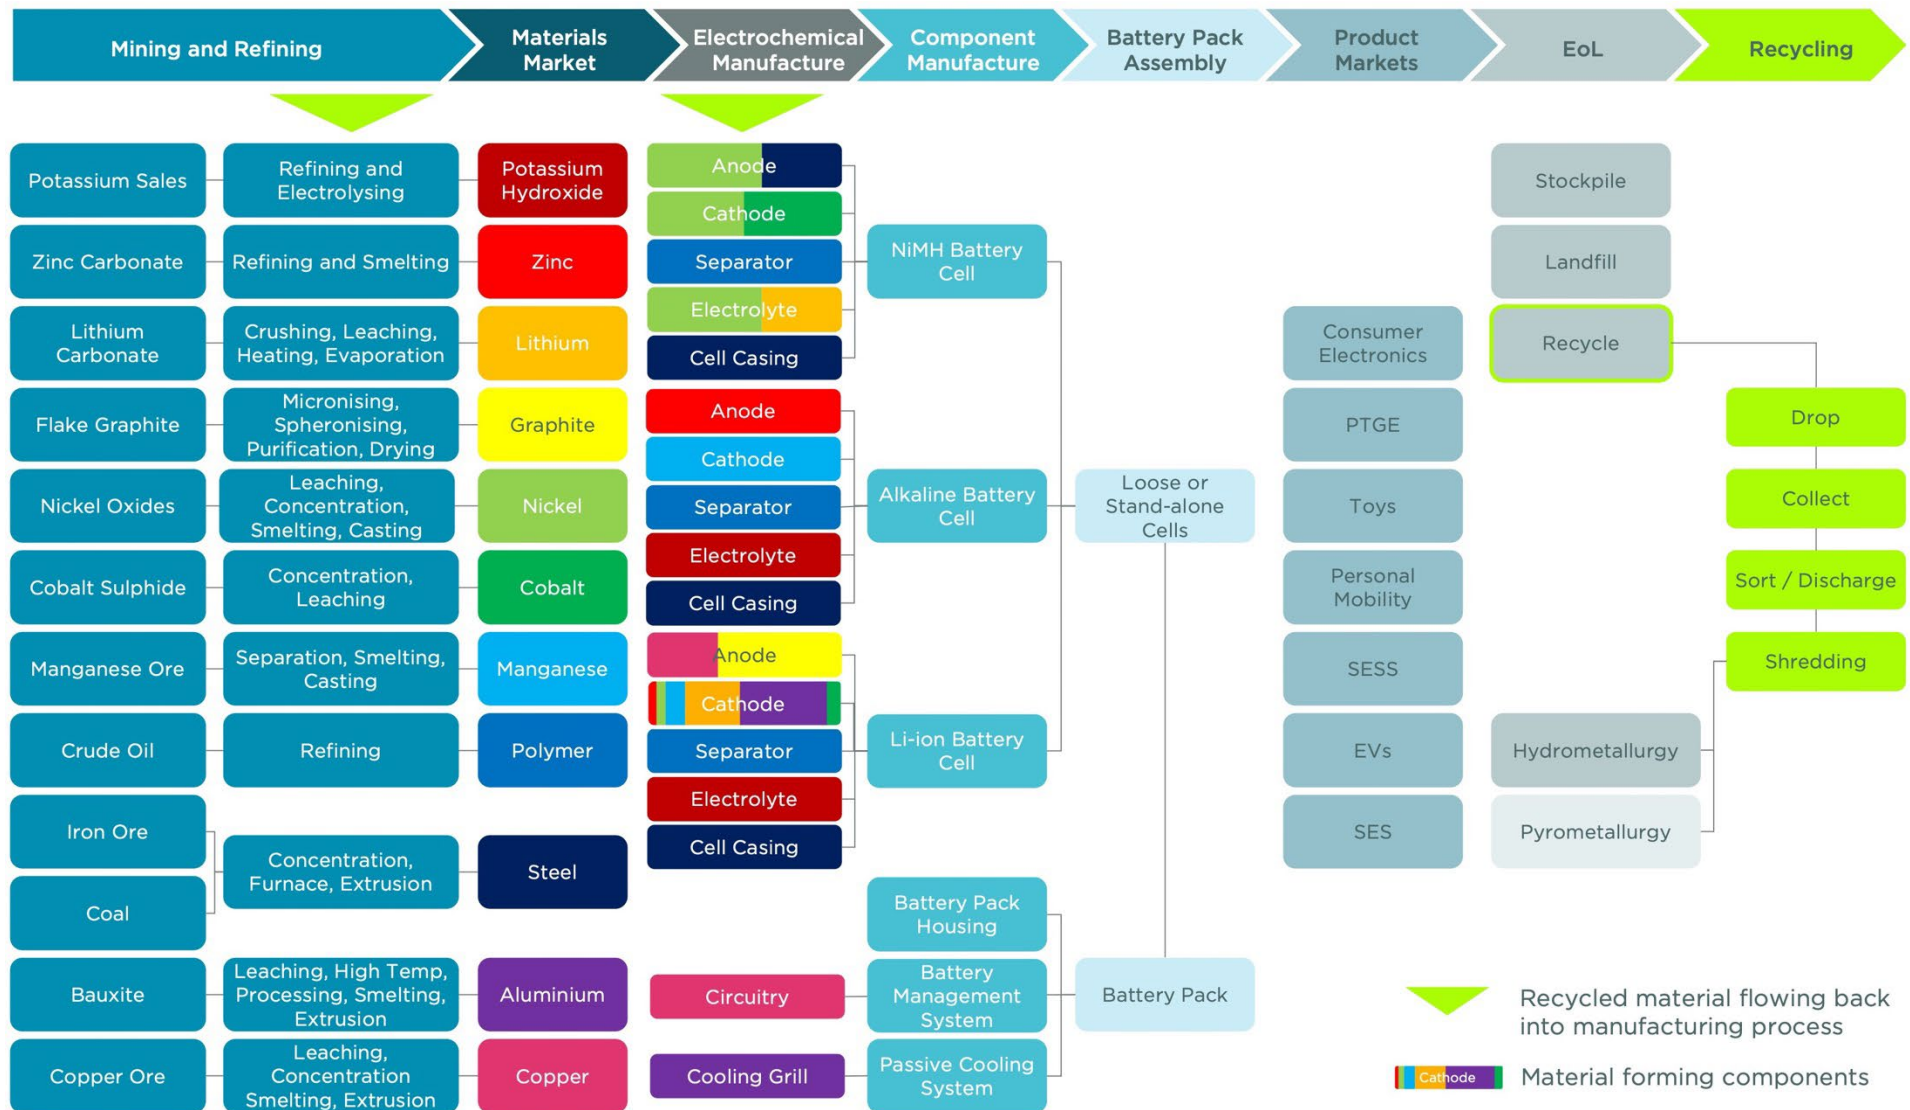 Mining and Refining
Materials
Market
Electrochemical
Manufacture
Component
Manufacture
Battery Pack
Assembly
Product
Markets
EoL
Recycling
Potassium Sales
Refining and
Electrolysing
Potassium
Hydroxide
Zinc Carbonate
Refining and Smelting
Zinc
Lithium
Carbonate
Crushing, Leaching,
Heating, Evaporation
Lithium
Flake Graphite
Micronising,
Spheronising,
Purification, Drying
Graphite
Nickel Oxides
Leaching,
Concentration,
Smelting, Casting
Nickel
Cobalt Sulphide
Concentration,
Leaching
Cobalt
Manganese Ore
Separation, Smelting,
Casting
Manganese
Crude Oil
Refining
Polymer
Iron Ore
Coal
Concentration,
Furnace, Extrusion
Steel
Bauxite
Leaching, High Temp,
Processing, Smelting,
Extrusion
Aluminium
Copper Ore
Leaching,
Concentration
Smelting, Extrusion
Copper
Anode
Cathode
Separator
Electrolyte
Cell Casing
Anode
Cathode
Separator
Electrolyte
Cell Casing
Anode
Cathode
Separator
Electrolyte
Cell Casing
Circuitry
Cooling Grill
NiMH Battery
Cell
Alkaline Battery
Cell
Li-ion Battery
Cell
Battery Pack
Housing
Battery
Management
System
Passive Cooling
System
Loose or
Stand-alone
Cells
Battery Pack
Consumer
Electronics
PTGE
Toys
Personal
Mobility
SESS
EVs
SES
Stockpile
Landfill
Recycle
Hydrometallurgy
Pyrometallurgy
Drop
Collect
Sort / Discharge
Shredding
Recycled material flowing back
into manufacturing process
Cathode
Material forming components